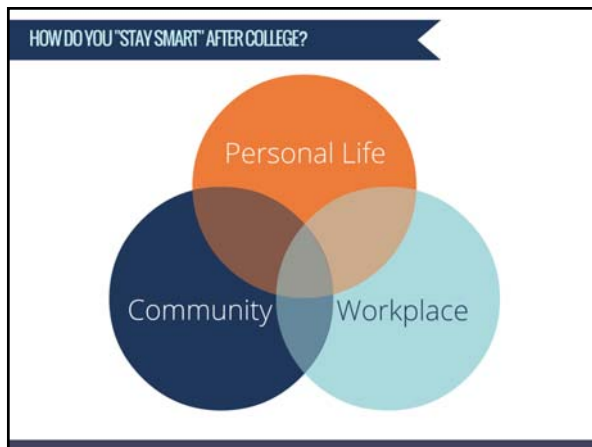 HOW DO YOU "STAY SMART" AFTER COLLEGE?
Personal Life
Community
Workplace